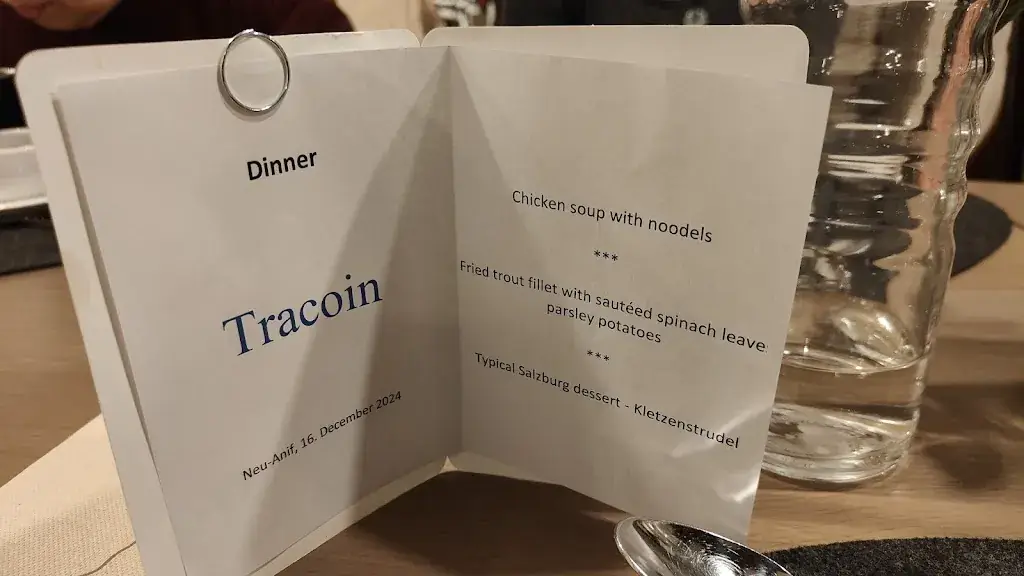 Dinner
Tracoin
Neu-Anif, 16. December 2024
Chicken soup with noodels
***
Fried trout fillet with sautéed spinach leave
parsley potatoes
***
Typical Salzburg dessert - Kletzenstrudel